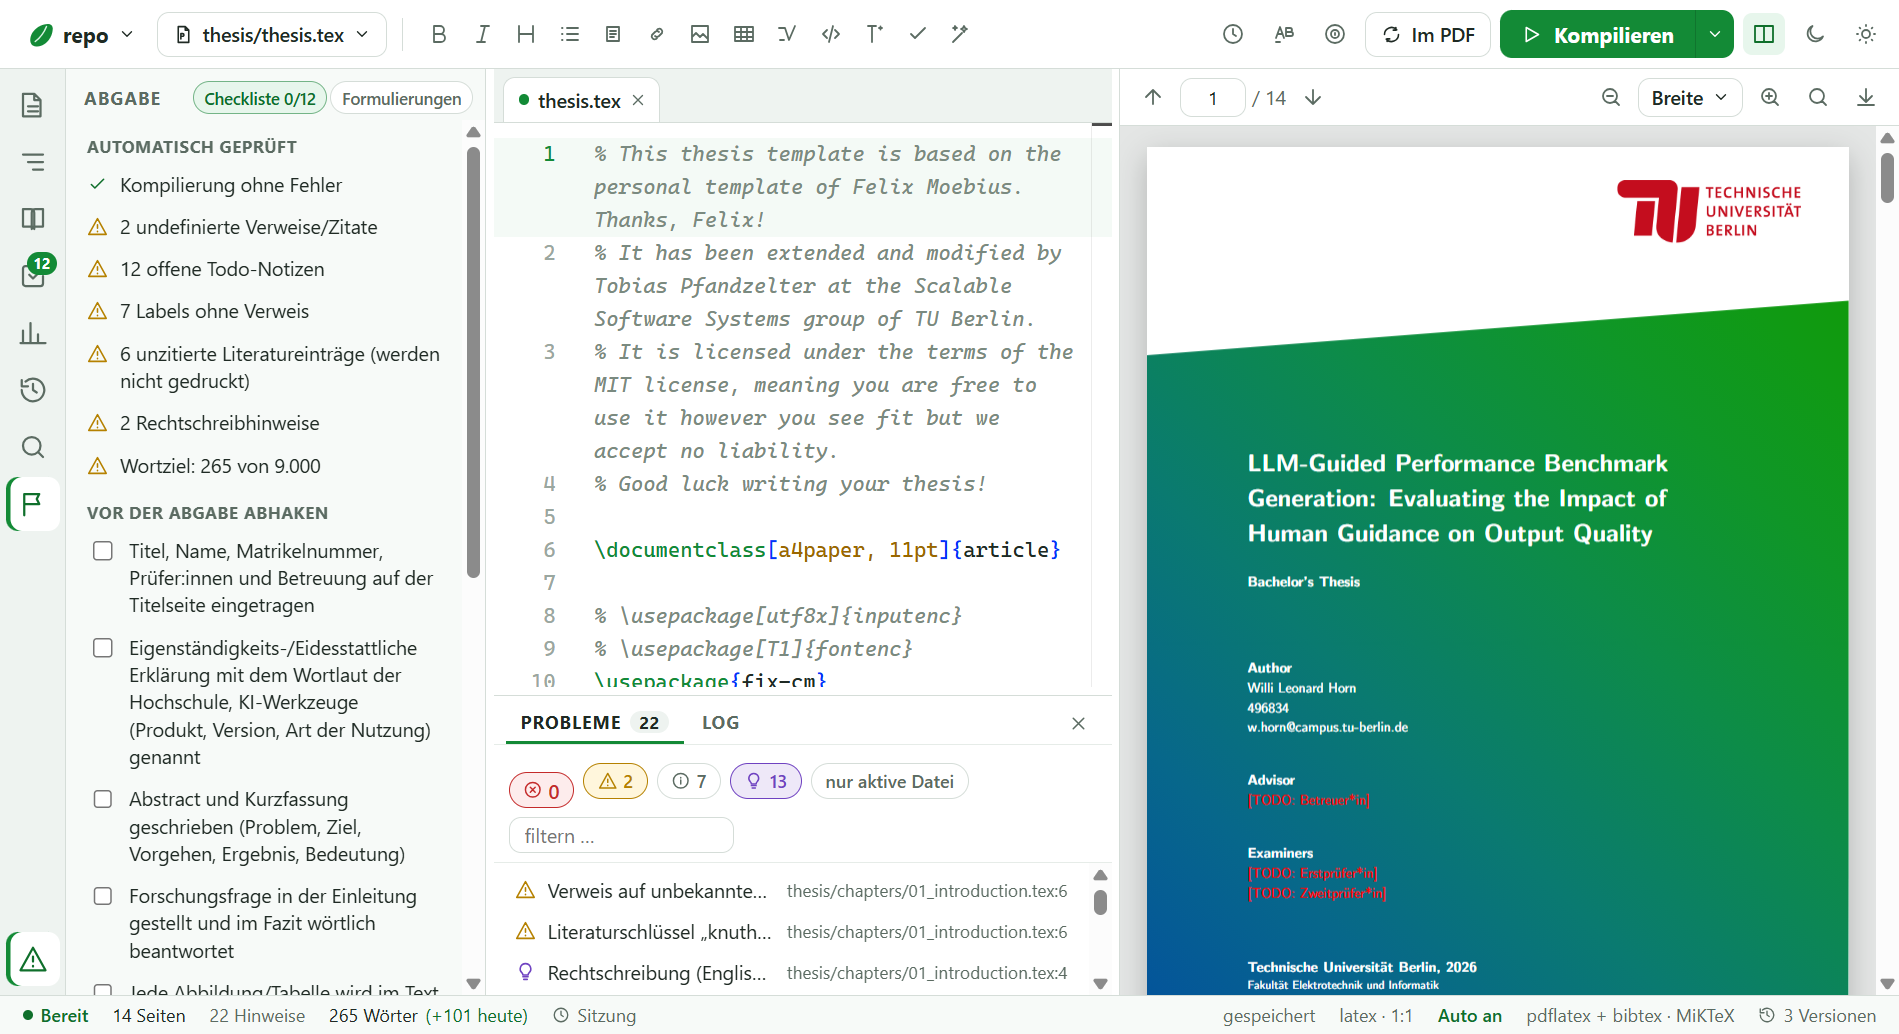 repo
thesis/thesis.tex
Im PDF
Kompilieren
ABGABE
Checkliste 0/12
Formulierungen
AUTOMATISCH GEPRÜFT
Kompilierung ohne Fehler
2 undefinierte Verweise/Zitate
12 offene Todo-Notizen
7 Labels ohne Verweis
6 unzitierte Literatureinträge (werden
nicht gedruckt)
2 Rechtschreibhinweise
Wortziel: 265 von 9.000
VOR DER ABGABE ABHAKEN
Titel, Name, Matrikelnummer,
Prüfer:innen und Betreuung auf der
Titelseite eingetragen
Eigenständigkeits-/Eidesstattliche
Erklärung mit dem Wortlaut der
Hochschule, KI-Werkzeuge
(Produkt, Version, Art der Nutzung)
genannt
Abstract und Kurzfassung
geschrieben (Problem, Ziel,
Vorgehen, Ergebnis, Bedeutung)
Forschungsfrage in der Einleitung
gestellt und im Fazit wörtlich
beantwortet
Jede Abbildung/Tabelle wird im Text
12
thesis.tex
1 % This thesis template is based on the
personal template of Felix Moebius.
Thanks, Felix!
2 % It has been extended and modified by
Tobias Pfandzelter at the Scalable
Software Systems group of TU Berlin.
3 % It is licensed under the terms of the
MIT license, meaning you are free to
use it however you see fit but we
accept no liability.
4 % Good luck writing your thesis!
5
6 \documentclass[a4paper, 11pt]{article}
7
8 % \usepackage[utf8x]{inputenc}
9 % \usepackage[T1]{fontenc}
10 \usepackage{fix-cm}
PROBLEME 22
LOG
0
2
7
13
nur aktive Datei
filtern ...
Verweis auf unbekannte... thesis/chapters/01_introduction.tex:6
Literaturschlüssel „knuth... thesis/chapters/01_introduction.tex:6
Rechtschreibung (Englis... thesis/chapters/01_introduction.tex:4
1 / 14
Breite
TECHNISCHE
UNIVERSITÄT
BERLIN
LLM-Guided Performance Benchmark
Generation: Evaluating the Impact of
Human Guidance on Output Quality
Bachelor's Thesis
Author
Willi Leonard Horn
496834
w.horn@campus.tu-berlin.de
Advisor
[TODO: Betreuer*in]
Examiners
[TODO: Erstprüfer*in]
[TODO: Zweitprüfer*in]
Technische Universität Berlin, 2026
Fakultät Elektrotechnik und Informatik
Bereit
14 Seiten
22 Hinweise
265 Wörter (+101 heute)
Sitzung
gespeichert
latex · 1:1
Auto an
pdflatex + bibtex · MiKTeX
3 Versionen